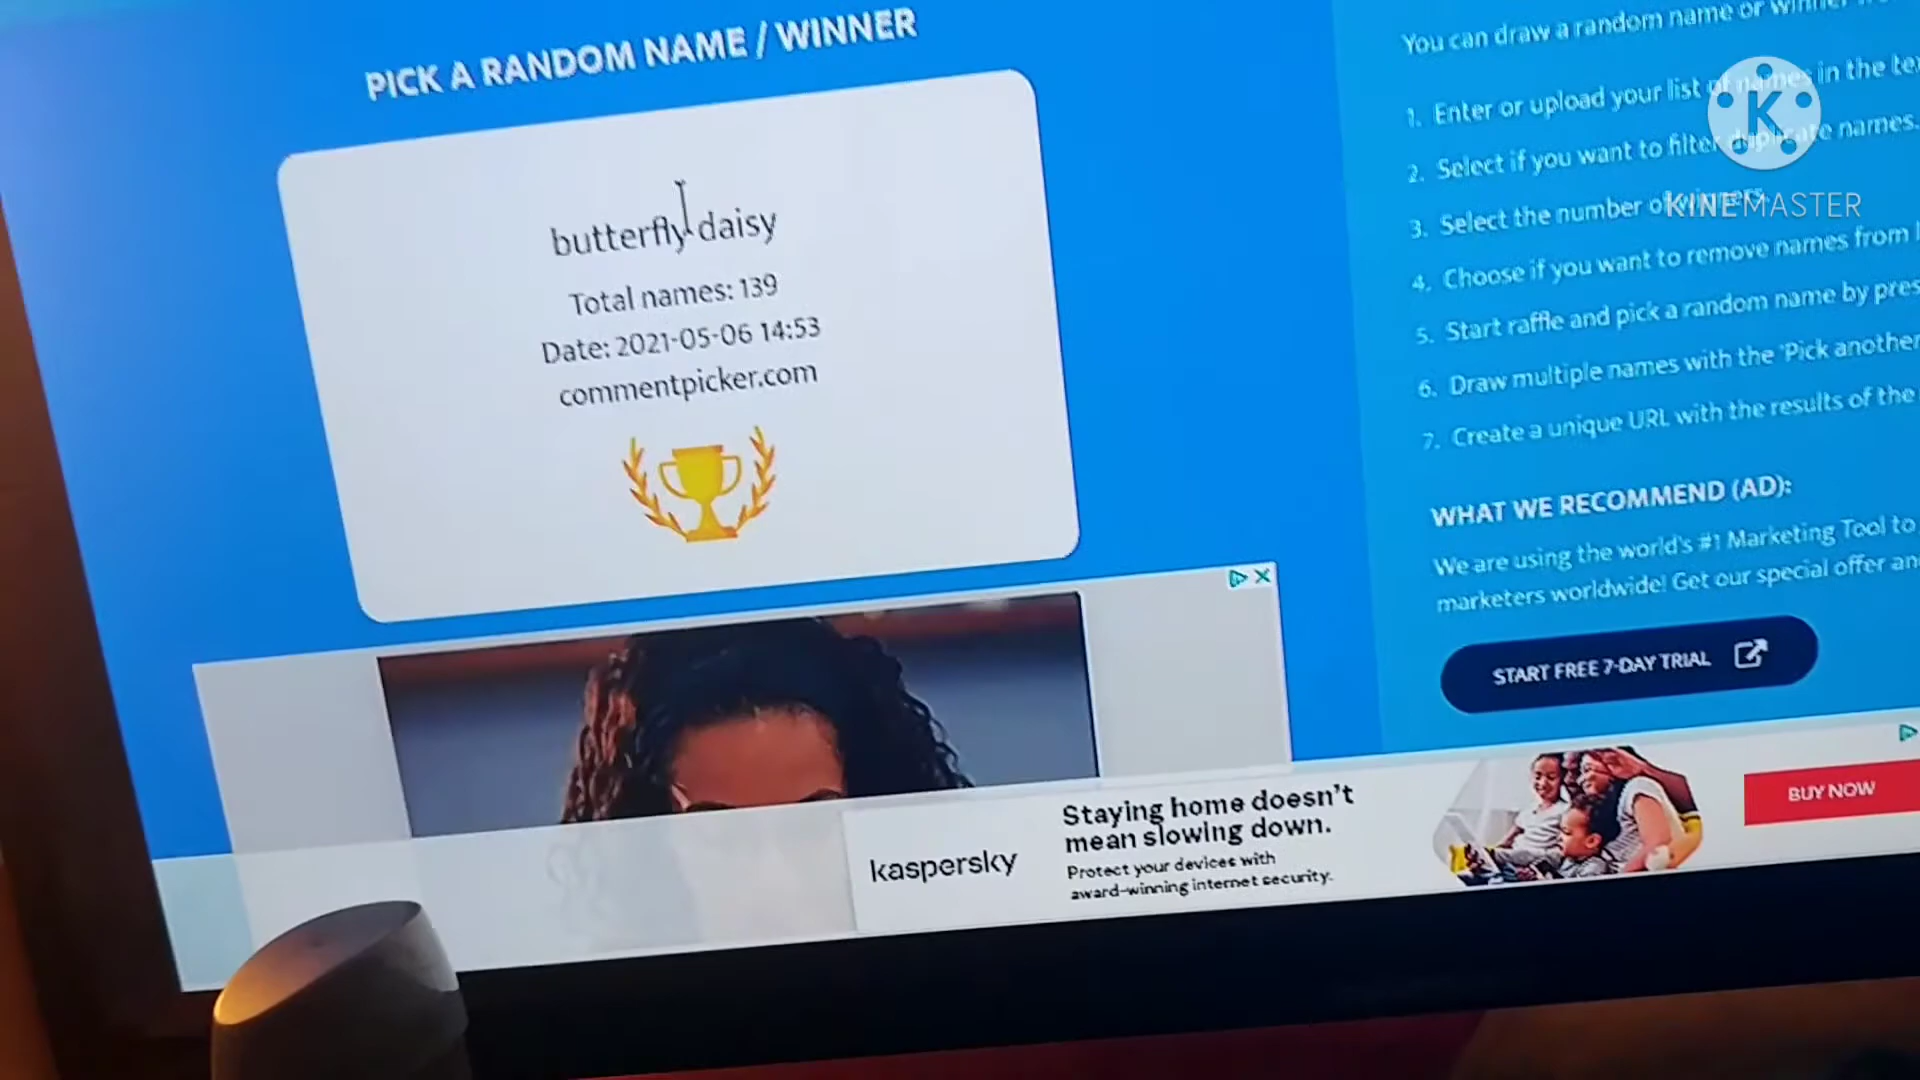 PICK A RANDOM NAME / WINNER
butterfly daisy
Total names: 139
Date: 2021-05-06 14:53
commentpicker.com
You can draw a random name or winner
1. Enter or upload your list of names in the
2. Select if you want to filter duplicate names.
3. Select the number of winners.
4. Choose if you want to remove names from
5. Start raffle and pick a random name by
6. Draw multiple names with the 'Pick another
7. Create a unique URL with the results of the
WHAT WE RECOMMEND (AD):
We are using the world's #1 Marketing Tool to
marketers worldwide! Get our special offer
START FREE 7-DAY TRIAL
K
KINEMASTER
kaspersky
Staying home doesn't
mean slowing down.
Protect your devices with
award-winning internet security.
BUY NOW